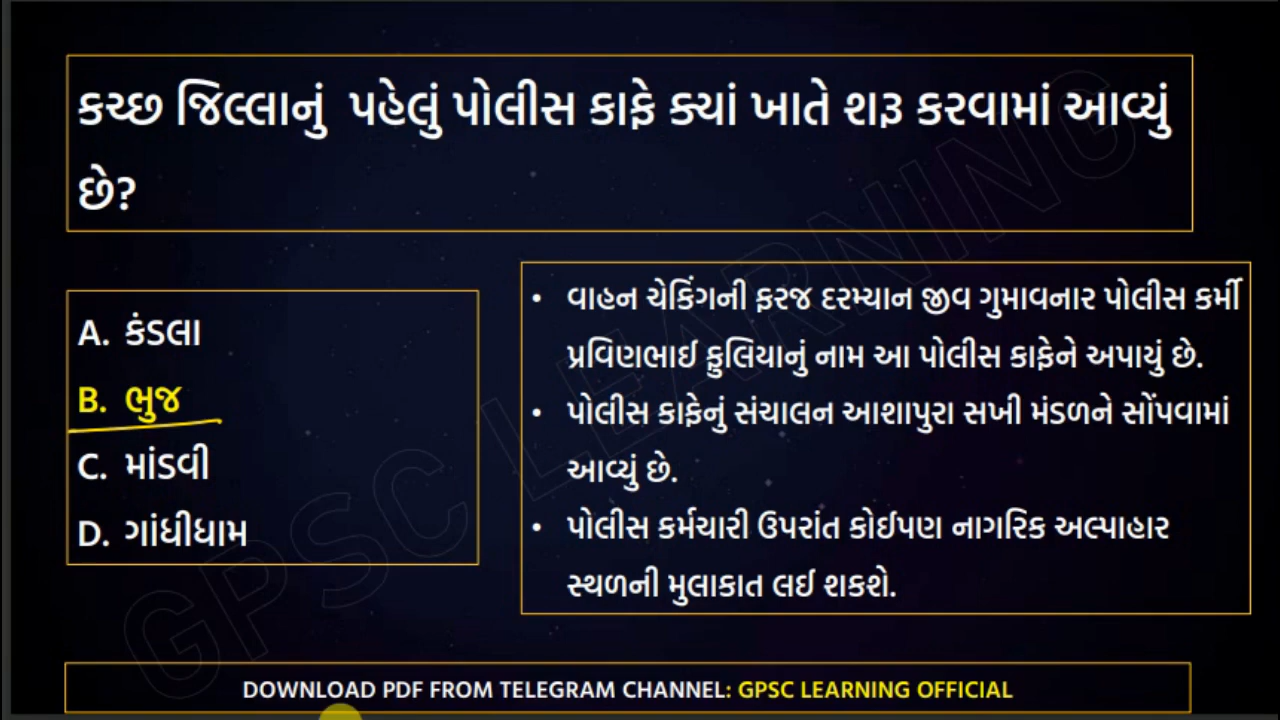 કચ્છ જિલ્લાનું પહેલું પોલીસ કાફે ક્યાં ખાતે શરૂ કરવામાં આવ્યું
છે?
A. કંડલા
B. ભુજ
C. માંડવી
D. ગાંધીધામ
• વાહન ચેકિંગની ફરજ દરમ્યાન જીવ ગુમાવનાર પોલીસ કર્મી
પ્રવિણભાઈ ફુલિયાનું નામ આ પોલીસ કાફેને અપાયું છે.
• પોલીસ કાફેનું સંચાલન આશાપુરા સખી મંડળને સોંપવામાં
આવ્યું છે.
• પોલીસ કર્મચારી ઉપરાંત કોઈપણ નાગરિક અલ્પાહાર
સ્થળની મુલાકાત લઈ શકશે.
GPSC LEARNING
DOWNLOAD PDF FROM TELEGRAM CHANNEL: GPSC LEARNING OFFICIAL